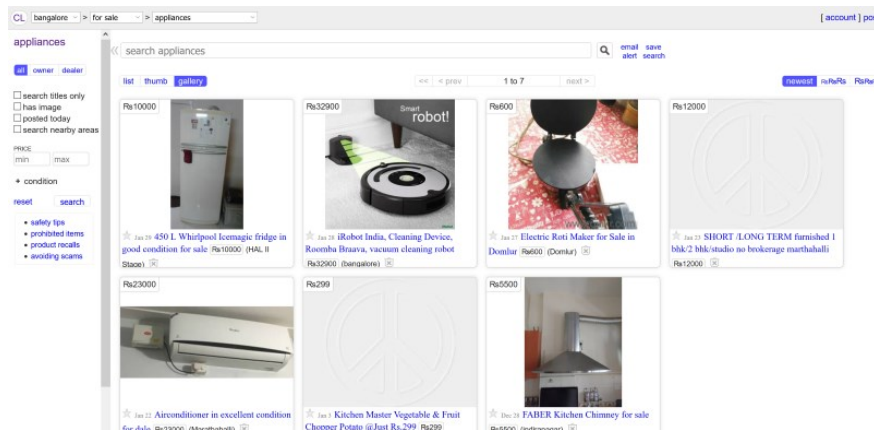 CL bangalore > for sale > appliances [ account ]
appliances
search appliances
email save
alert search
all owner dealer
list thumb gallery
<< < prev 1 to 7 next >
newest
search titles only
has image
posted today
search nearby areas
PRICE
min max
+ condition
reset search
• safety tips
• prohibited items
• product recalls
• avoiding scams
Rs10000
Jan 29 450 L Whirlpool Icemagic fridge in
good condition for sale Rs10000 (HAL II
Stage)
Rs32900
Smart
robot!
Jan 28 iRobot India, Cleaning Device,
Roomba Braava, vacuum cleaning robot
Rs32900 (bangalore)
Rs600
Jan 27 Electric Roti Maker for Sale in
Domlur Rs600 (Domlur)
Rs12000
Jan 23 SHORT /LONG TERM furnished 1
bhk/2 bhk/studio no brokerage marthahalli
Rs12000
Rs23000
Jan 22 Airconditioner in excellent condition
for sale Rs23000 (Marathahalli)
Rs299
Jan 3 Kitchen Master Vegetable & Fruit
Chopper Potato @Just Rs.299 Rs299
Rs5500
Dec 28 FABER Kitchen Chimney for sale
Rs5500 (indiranagar)